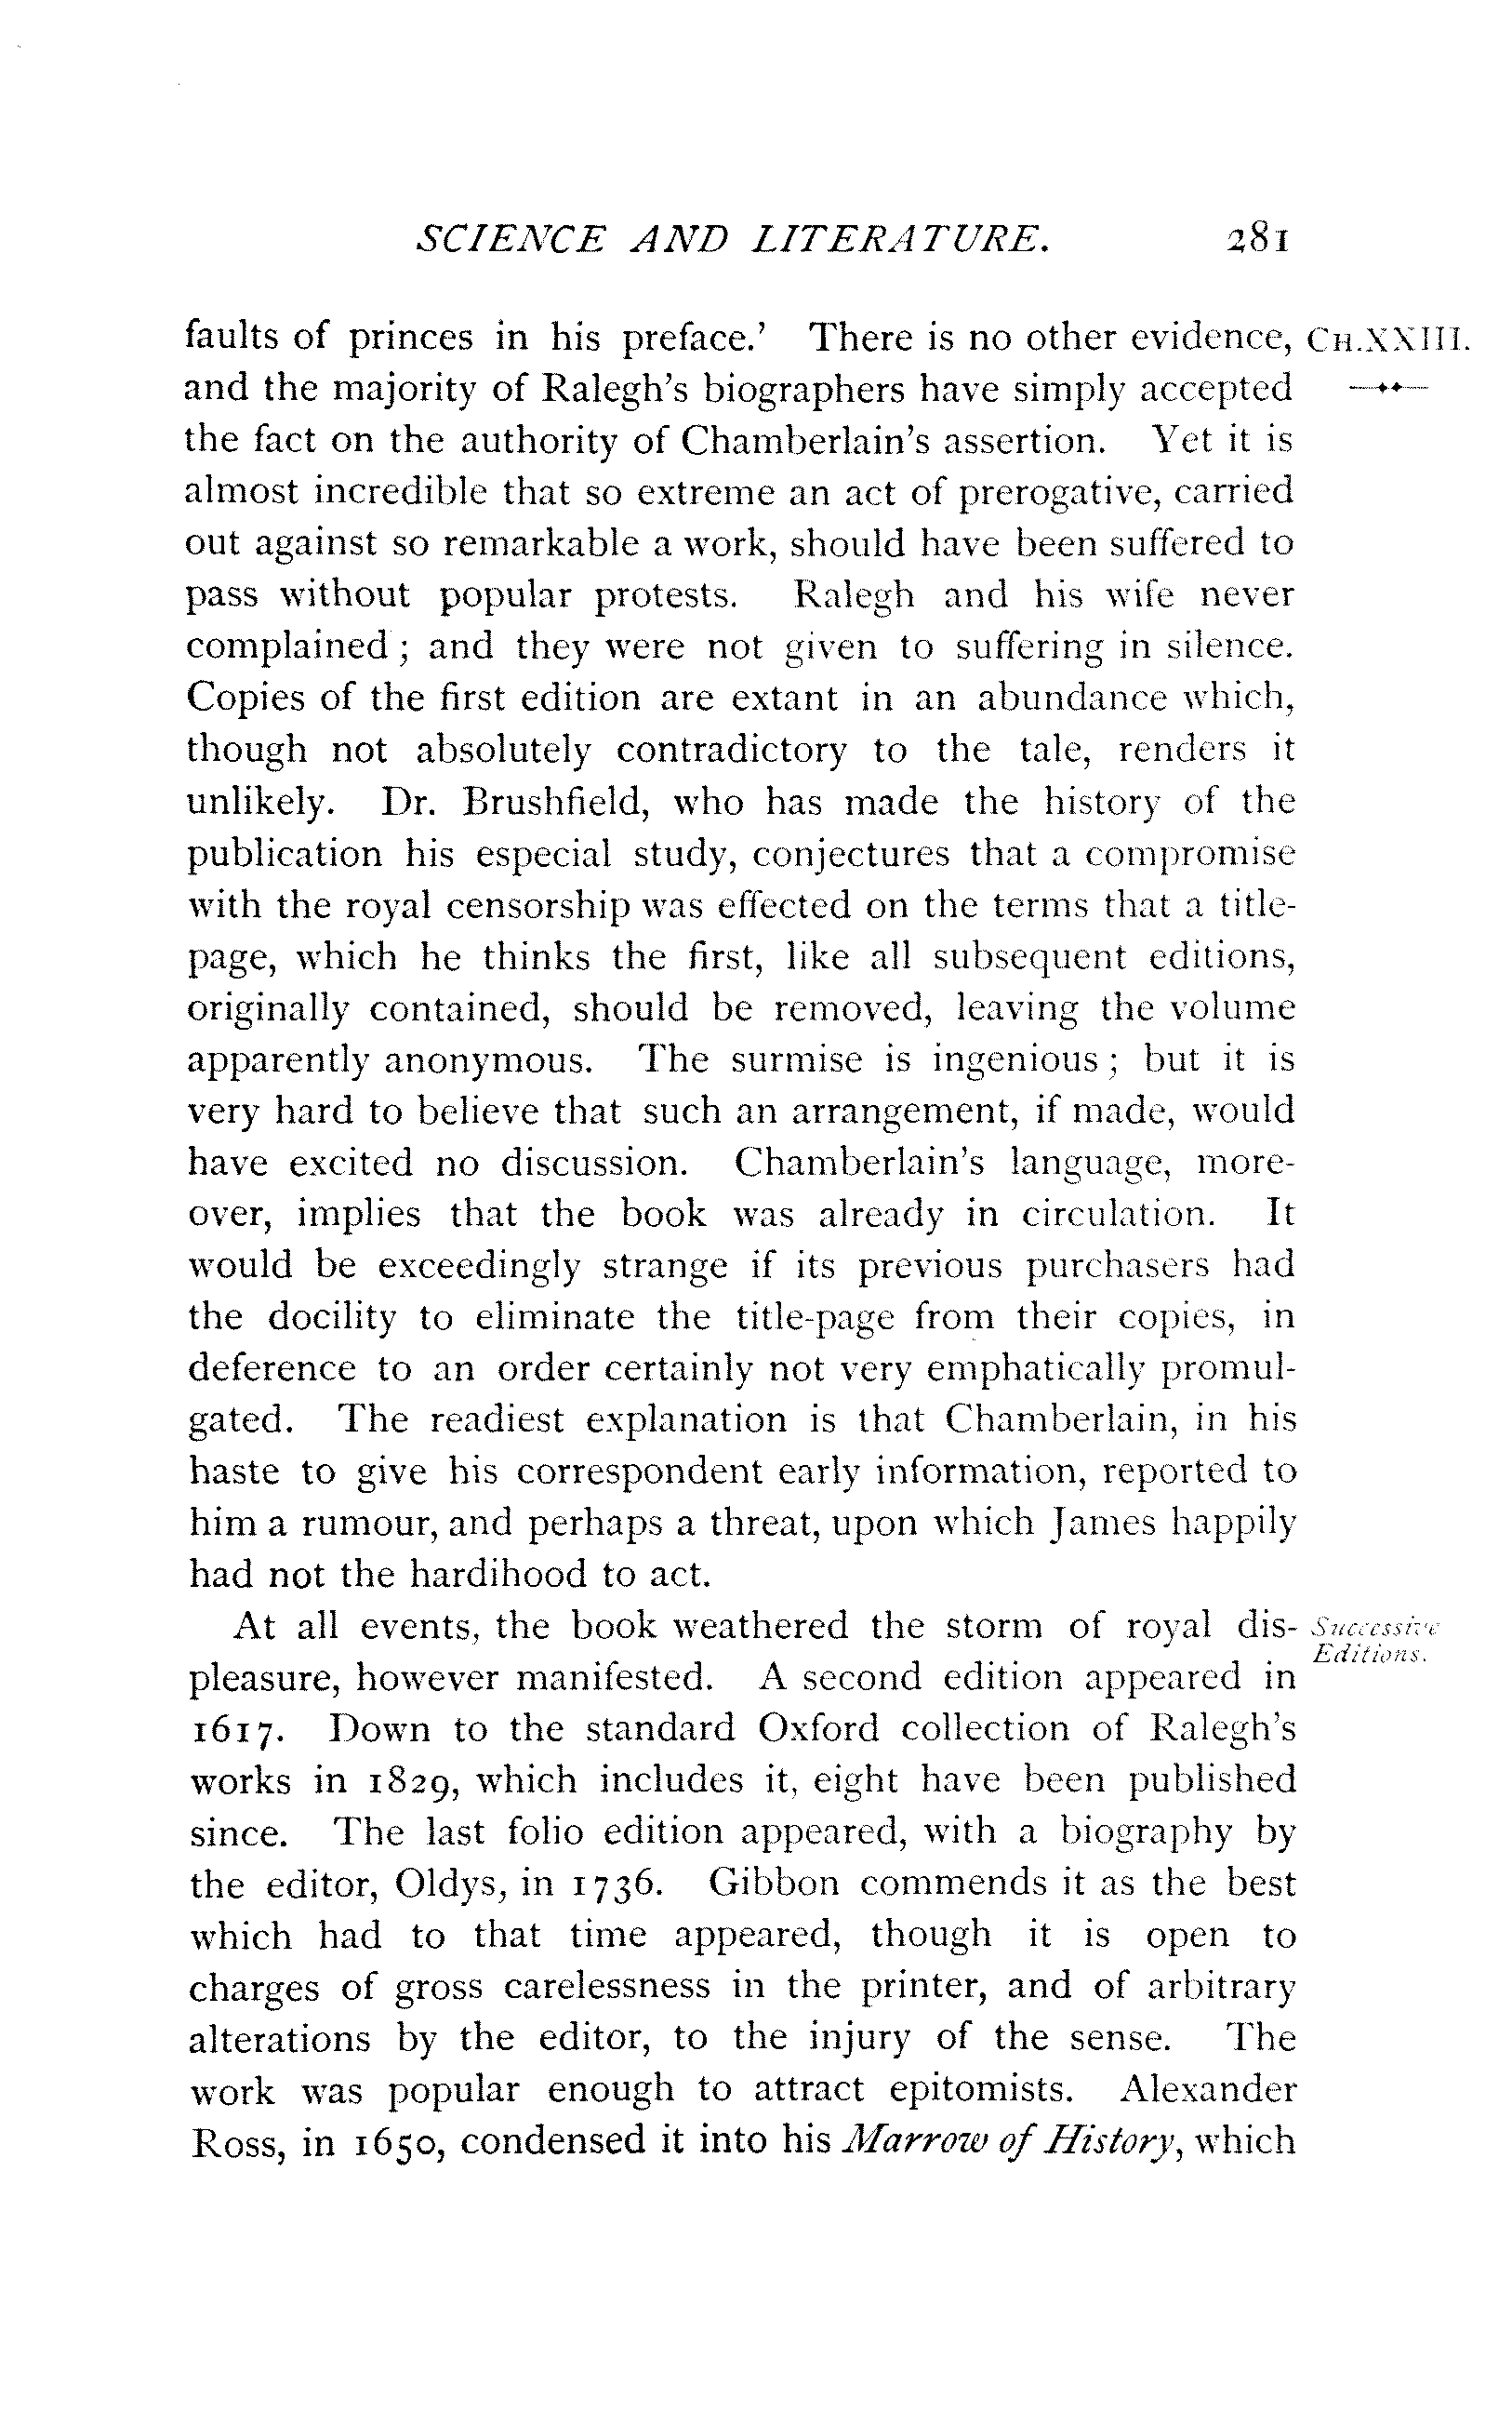 SCIENCE AND LITERATURE. 281
faults of princes in his preface.' There is no other evidence, CH.XXIII.
and the majority of Ralegh's biographers have simply accepted
the fact on the authority of Chamberlain's assertion. Yet it is
almost incredible that so extreme an act of prerogative, carried
out against so remarkable a work, should have been suffered to
pass without popular protests. Ralegh and his wife never
complained; and they were not given to suffering in silence.
Copies of the first edition are extant in an abundance which,
though not absolutely contradictory to the tale, renders it
unlikely. Dr. Brushfield, who has made the history of the
publication his especial study, conjectures that a compromise
with the royal censorship was effected on the terms that a title-
page, which he thinks the first, like all subsequent editions,
originally contained, should be removed, leaving the volume
apparently anonymous. The surmise is ingenious; but it is
very hard to believe that such an arrangement, if made, would
have excited no discussion. Chamberlain's language, more-
over, implies that the book was already in circulation. It
would be exceedingly strange if its previous purchasers had
the docility to eliminate the title-page from their copies, in
deference to an order certainly not very emphatically promul-
gated. The readiest explanation is that Chamberlain, in his
haste to give his correspondent early information, reported to
him a rumour, and perhaps a threat, upon which James happily
had not the hardihood to act.
At all events, the book weathered the storm of royal dis-
Successive
Editions.
pleasure, however manifested. A second edition appeared in
1617. Down to the standard Oxford collection of Ralegh's
works in 1829, which includes it, eight have been published
since. The last folio edition appeared, with a biography by
the editor, Oldys, in 1736. Gibbon commends it as the best
which had to that time appeared, though it is open to
charges of gross carelessness in the printer, and of arbitrary
alterations by the editor, to the injury of the sense. The
work was popular enough to attract epitomists. Alexander
Ross, in 1650, condensed it into his Marrow of History, which